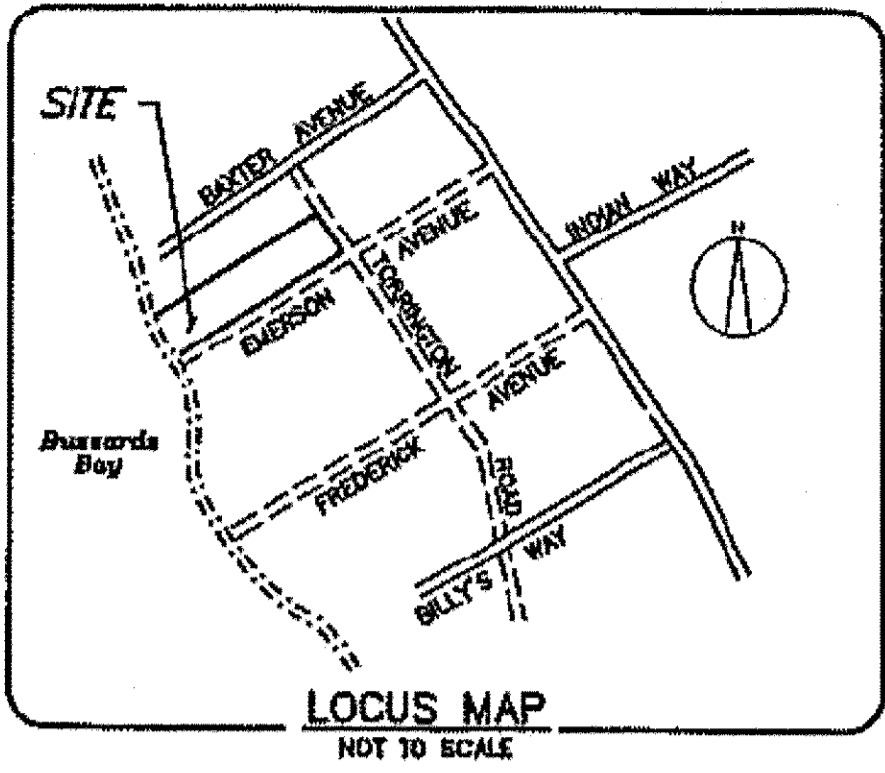 SITE
BAXTER AVENUE
INDIAN WAY
N
EMERSON AVENUE
TORRINGTON ROAD
Buzzards
Bay
FREDERICK AVENUE
BILLY'S WAY
LOCUS MAP
NOT TO SCALE